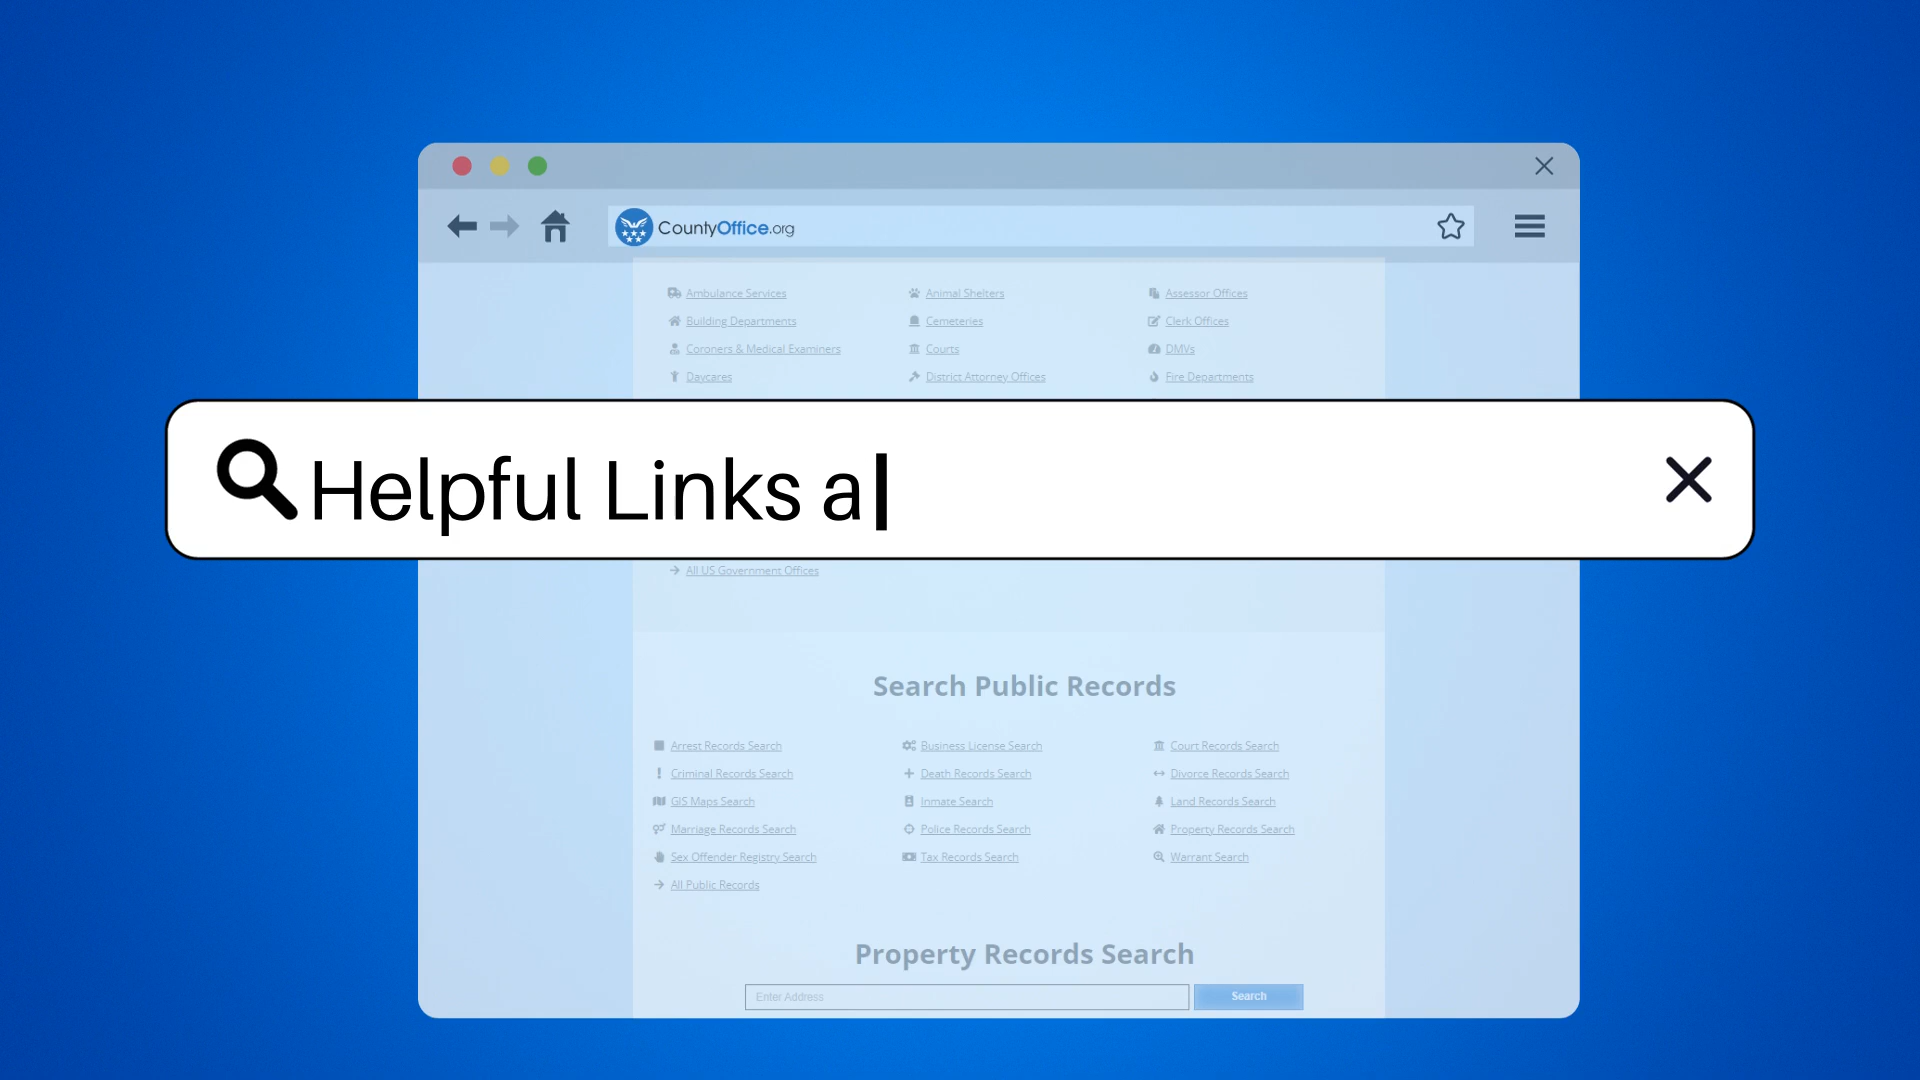 CountyOffice.org
Ambulance Services Animal Shelters Assessor Offices
Building Departments Cemeteries Clerk Offices
Coroners & Medical Examiners Courts DMVs
Daycares District Attorney Offices Fire Departments
Helpful Links a
All US Government Offices
Search Public Records
Arrest Records Search Business License Search Court Records Search
Criminal Records Search Death Records Search Divorce Records Search
GIS Maps Search Inmate Search Land Records Search
Marriage Records Search Police Records Search Property Records Search
Sex Offender Registry Search Tax Records Search Warrant Search
All Public Records
Property Records Search
Enter Address Search